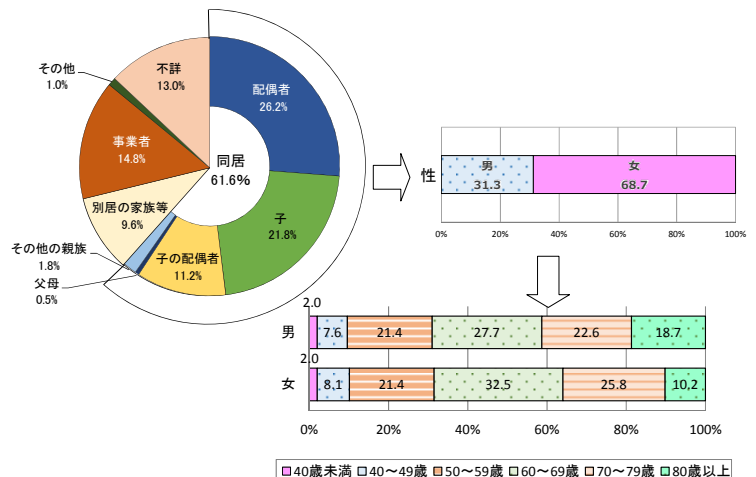 不詳
13.0%
その他
1.0%
配偶者
26.2%
事業者
14.8%
同居
61.6%
別居の家族等
9.6%
子
21.8%
その他の親族
1.8%
子の配偶者
11.2%
父母
0.5%
性
男
31.3
女
68.7
0%
20%
40%
60%
80%
100%
2.0
男
7.6
21.4
27.7
22.6
18.7
2.0
女
8.1
21.4
32.5
25.8
10.2
0%
20%
40%
60%
80%
100%
40歳未満 40～49歳 50～59歳 60～69歳 70～79歳 80歳以上